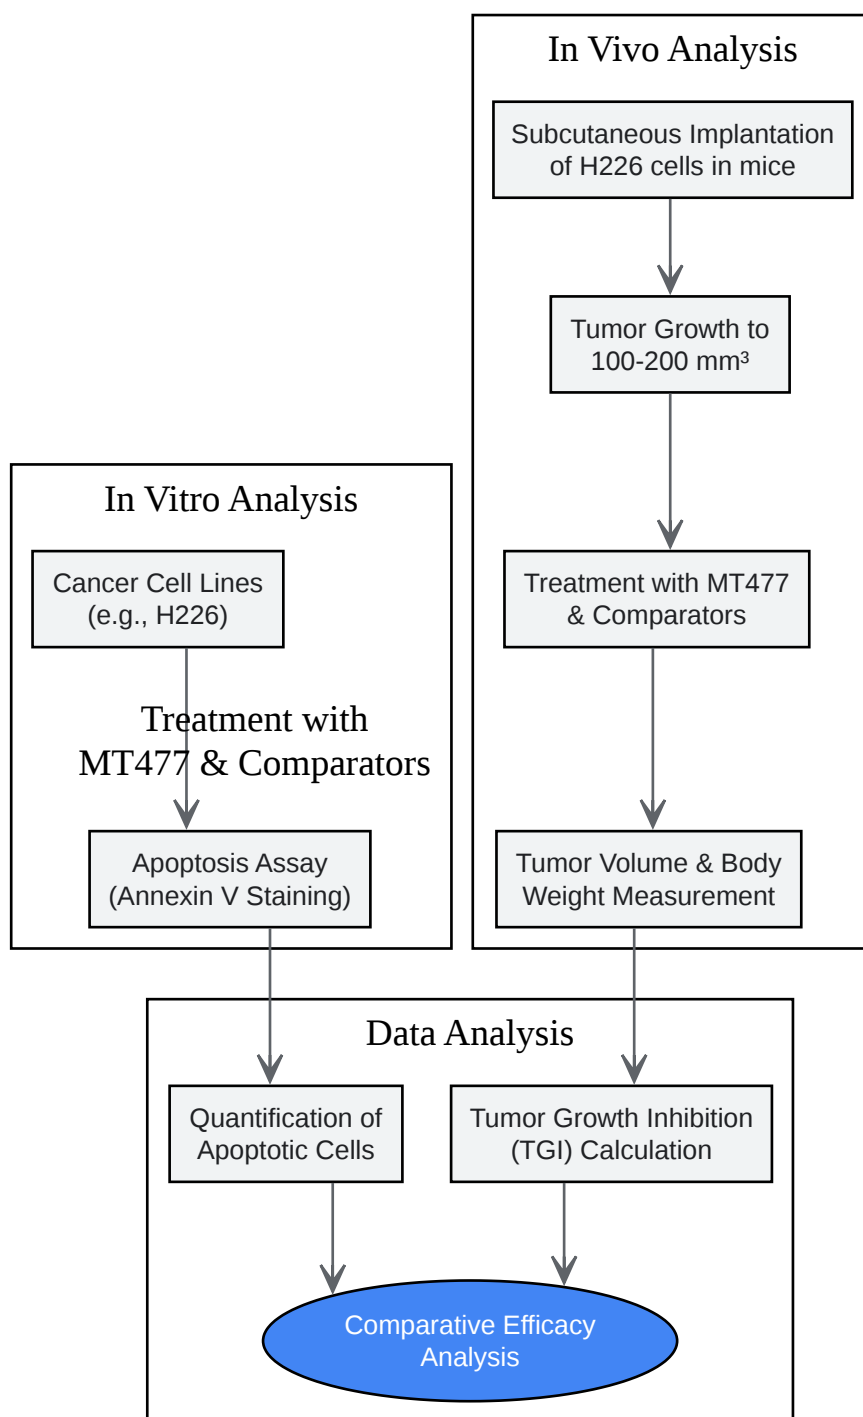 In Vivo Analysis
Subcutaneous Implantation
of H226 cells in mice
Tumor Growth to
100-200 mm³
Treatment with MT477
& Comparators
Tumor Volume & Body
Weight Measurement
In Vitro Analysis
Cancer Cell Lines
(e.g., H226)
Treatment with
MT477 & Comparators
Apoptosis Assay
(Annexin V Staining)
Data Analysis
Quantification of
Apoptotic Cells
Tumor Growth Inhibition
(TGI) Calculation
Comparative Efficacy
Analysis